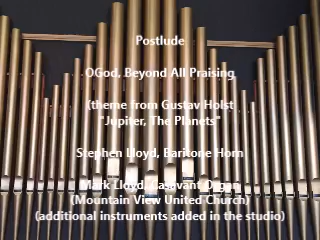 Postlude
OGod, Beyond All Praising
(theme from Gustav Holst
"Jupiter, The Planets"
Stephen Lloyd, Baritone Horn
Mark Lloyd, Casavant Organ
(Mountain View United Church)
(additional instruments added in the studio)